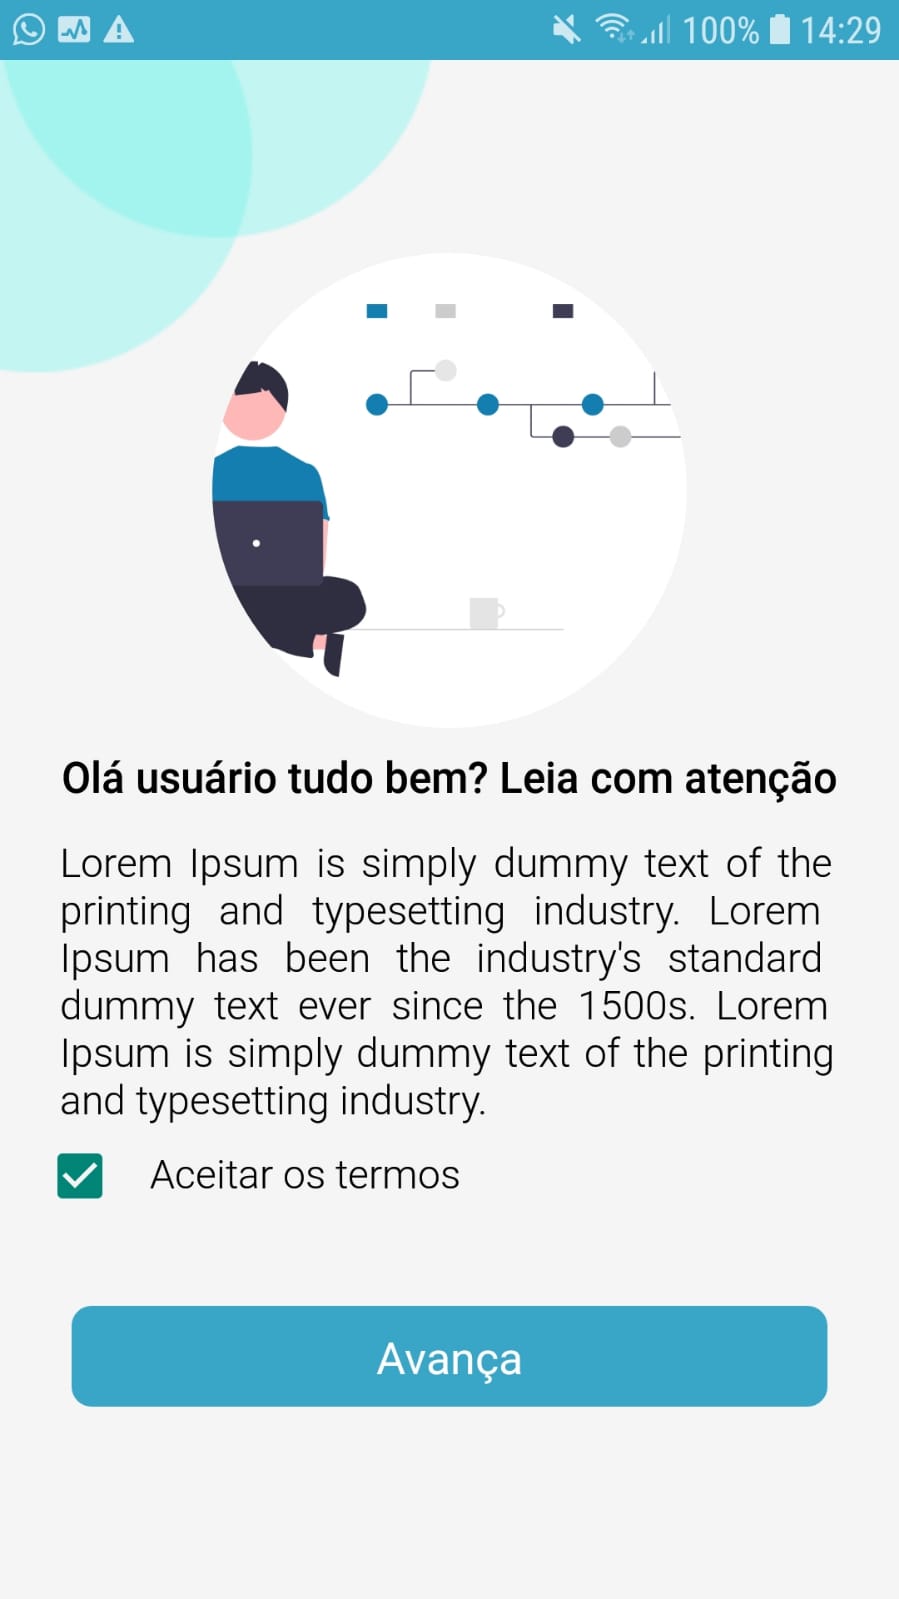 100% 14:29
Olá usuário tudo bem? Leia com atenção
Lorem Ipsum is simply dummy text of the
printing and typesetting industry. Lorem
Ipsum has been the industry's standard
dummy text ever since the 1500s. Lorem
Ipsum is simply dummy text of the printing
and typesetting industry.
Aceitar os termos
Avança